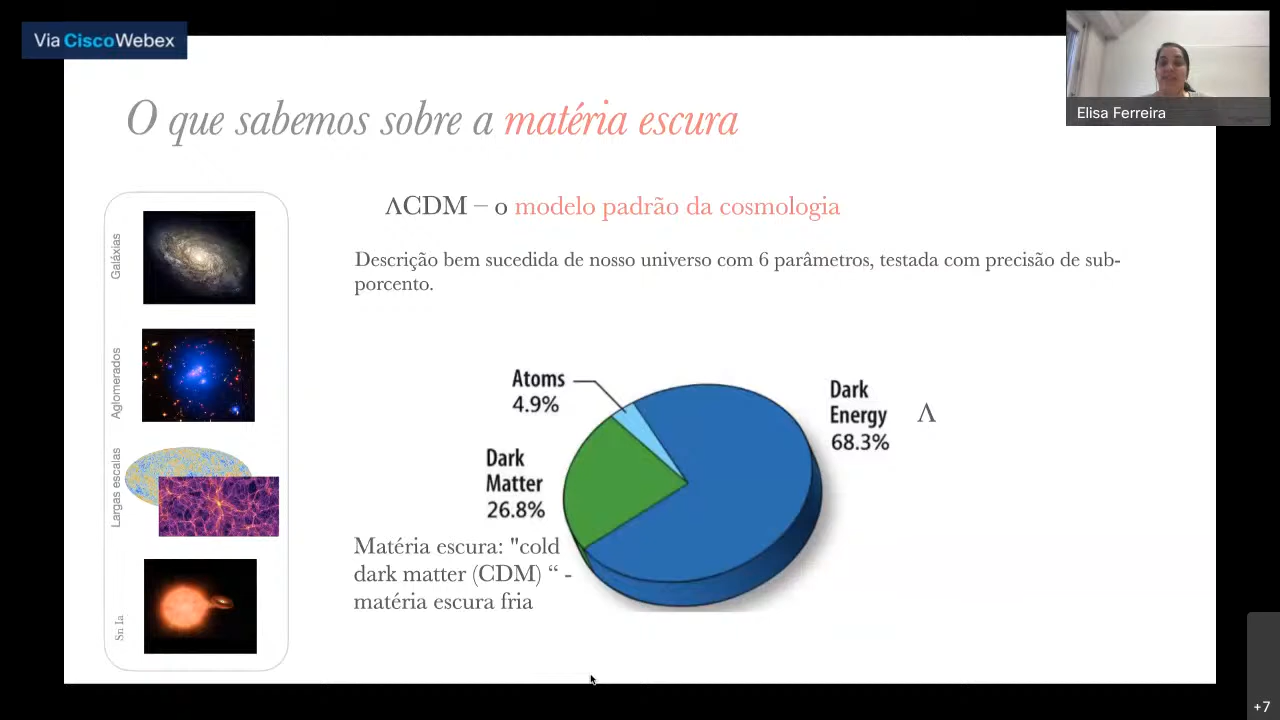 Via CiscoWebex
Elisa Ferreira
O que sabemos sobre a matéria escura
Galáxias
Aglomerados
Largas escalas
Sn Ia
ΛCDM – o modelo padrão da cosmologia
Descrição bem sucedida de nosso universo com 6 parâmetros, testada com precisão de sub-
porcento.
Atoms
4.9%
Dark
Energy
68.3%
Λ
Dark
Matter
26.8%
Matéria escura: "cold
dark matter (CDM) “ -
matéria escura fria
+7